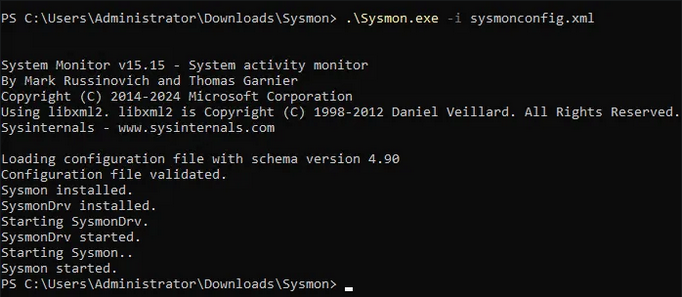 PS C:\Users\Administrator\Downloads\Sysmon> .\Sysmon.exe -i sysmonconfig.xml
System Monitor v15.15 - System activity monitor
By Mark Russinovich and Thomas Garnier
Copyright (C) 2014-2024 Microsoft Corporation
Using libxml2. libxml2 is Copyright (C) 1998-2012 Daniel Veillard. All Rights Reserved.
Sysinternals - www.sysinternals.com
Loading configuration file with schema version 4.90
Configuration file validated.
Sysmon installed.
SysmonDrv installed.
Starting SysmonDrv.
SysmonDrv started.
Starting Sysmon..
Sysmon started.
PS C:\Users\Administrator\Downloads\Sysmon>